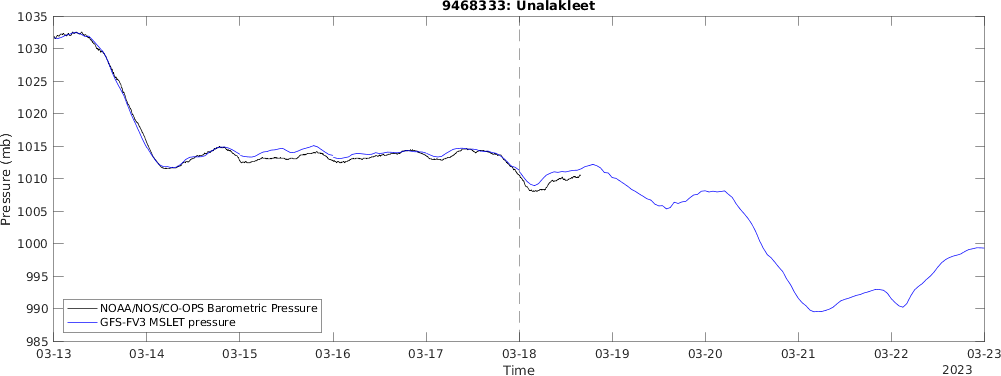 9468333: Unalakleet
1035
1030
1025
1020
1015
1010
1005
1000
995
990
985
Pressure (mb)
NOAA/NOS/CO-OPS Barometric Pressure
GFS-FV3 MSLET pressure
03-13 03-14 03-15 03-16 03-17 03-18 03-19 03-20 03-21 03-22 03-23
Time
2023